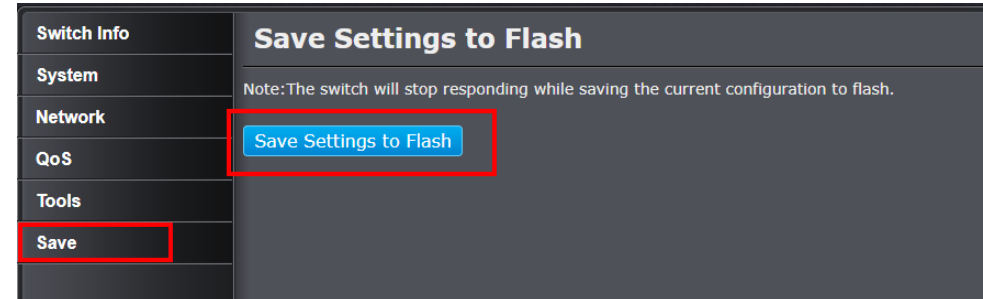 Switch Info
System
Network
QoS
Tools
Save
Save Settings to Flash
Note:The switch will stop responding while saving the current configuration to flash.
Save Settings to Flash